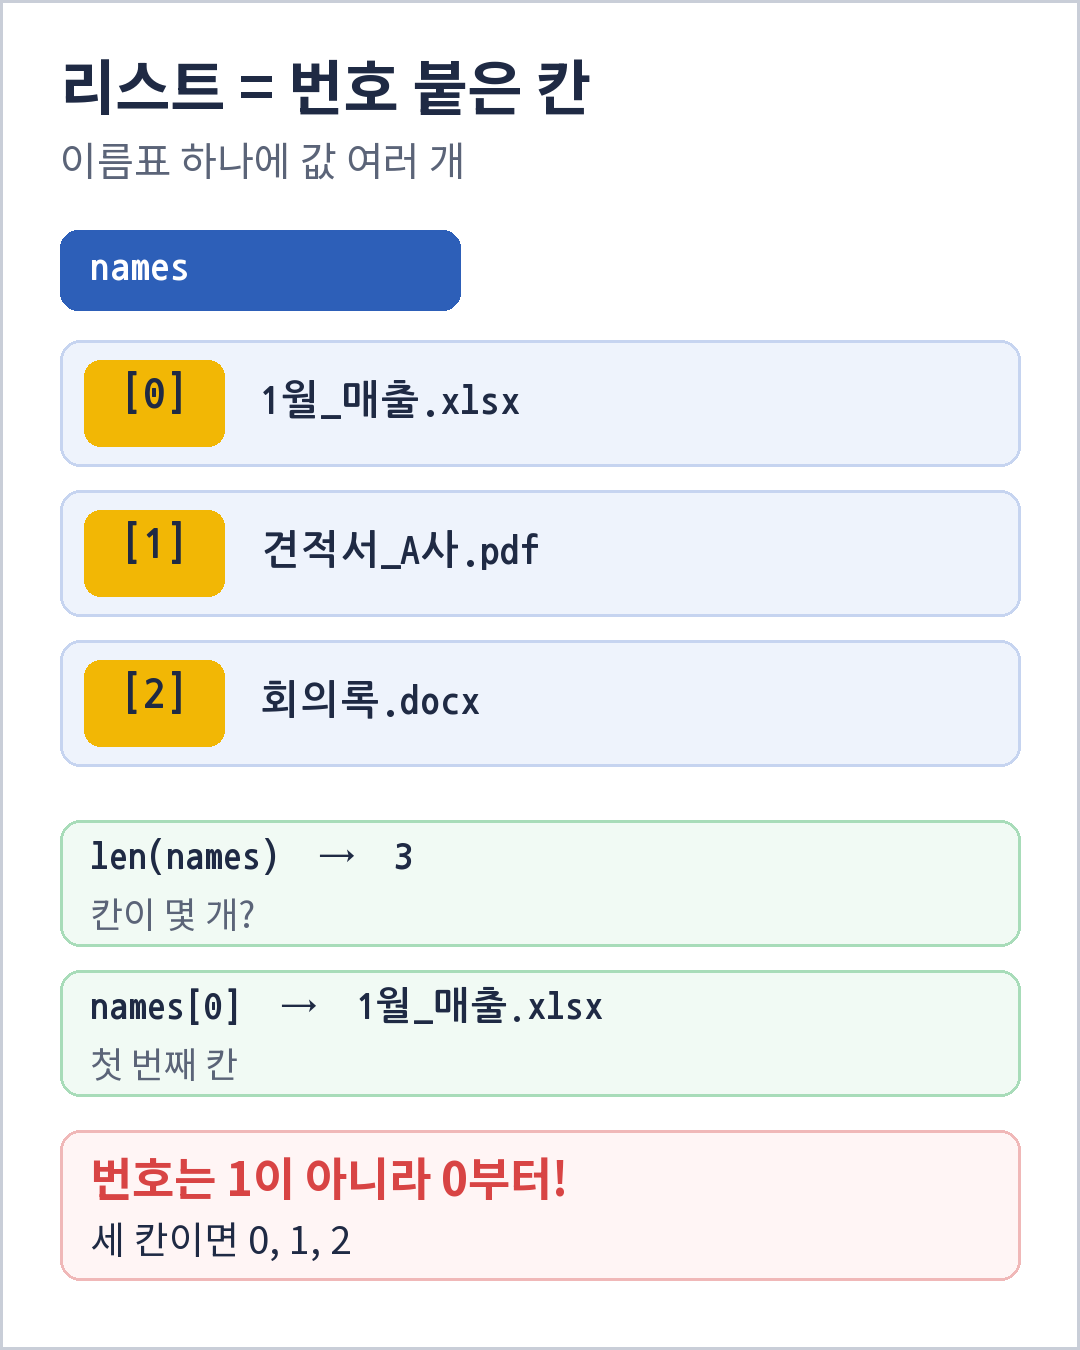 리스트 = 번호 붙은 칸
이름표 하나에 값 여러 개
names
[0] 1월_매출.xlsx
[1] 견적서_A사.pdf
[2] 회의록.docx
len(names) → 3
칸이 몇 개?
names[0] → 1월_매출.xlsx
첫 번째 칸
번호는 1이 아니라 0부터!
세 칸이면 0, 1, 2